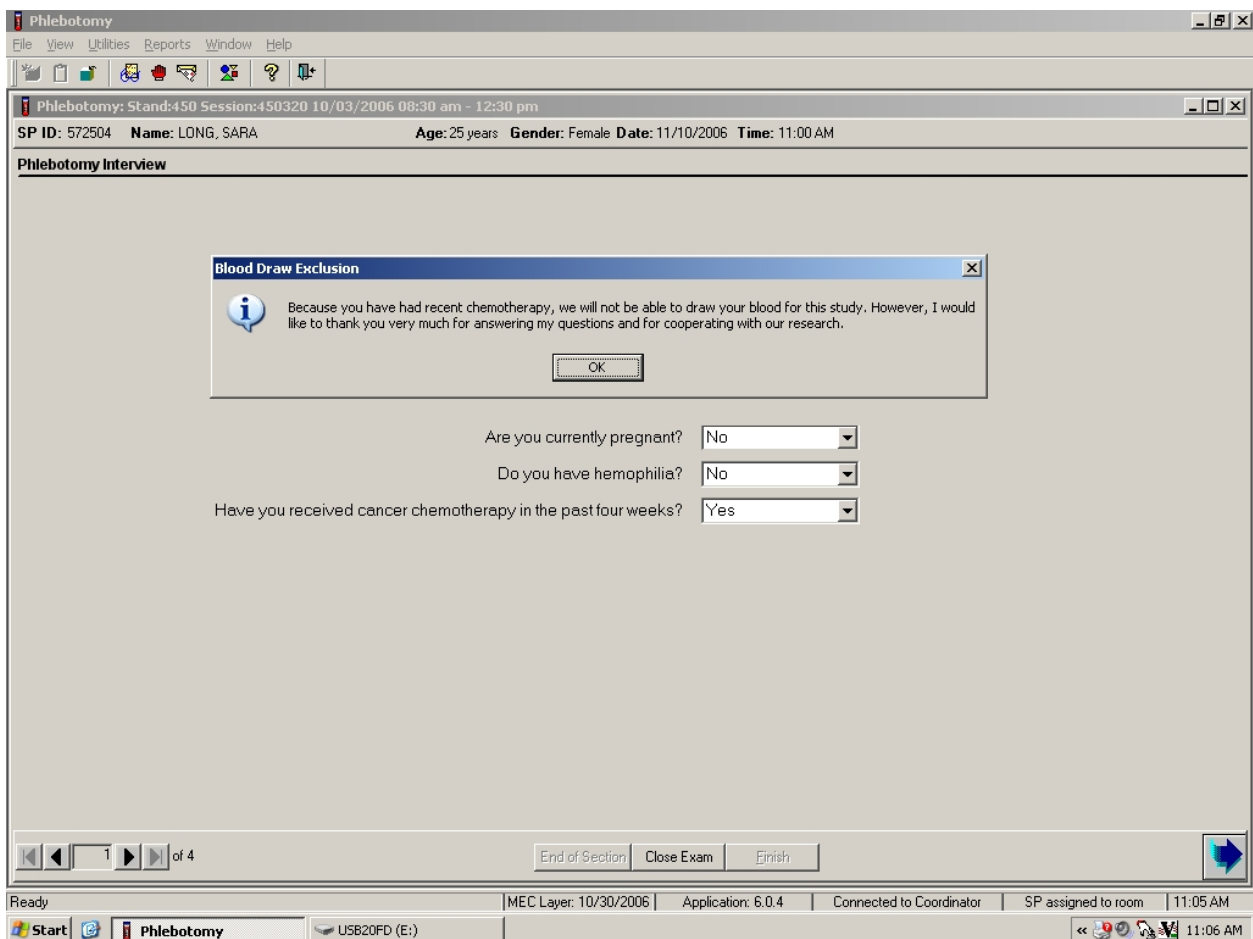 Phlebotomy
File View Utilities Reports Window Help
Phlebotomy: Stand:450 Session:450320 10/03/2006 08:30 am - 12:30 pm
SP ID: 572504 Name: LONG, SARA Age: 25 years Gender: Female Date: 11/10/2006 Time: 11:00 AM
Phlebotomy Interview
Blood Draw Exclusion
Because you have had recent chemotherapy, we will not be able to draw your blood for this study. However, I would
like to thank you very much for answering my questions and for cooperating with our research.
OK
Are you currently pregnant? No
Do you have hemophilia? No
Have you received cancer chemotherapy in the past four weeks? Yes
1 of 4 End of Section Close Exam Finish
Ready MEC Layer: 10/30/2006 Application: 6.0.4 Connected to Coordinator SP assigned to room 11:05 AM
Start Phlebotomy USB20FD (E:) « 11:06 AM